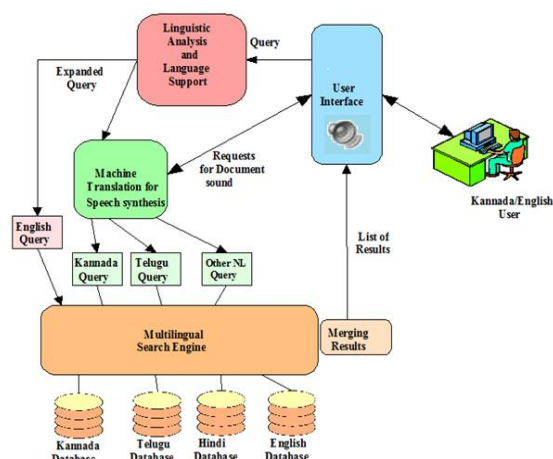 Linguistic
Analysis
and
Language
Support
Query
Expanded
Query
User
Interface
Machine
Translation for
Speech synthesis
Requests
for Document
sound
Kannada/English
User
English
Query
Kannada
Query
Telugu
Query
Other NL
Query
List of
Results
Multilingual
Search Engine
Merging
Results
Kannada
Database
Telugu
Database
Hindi
Database
English
Database